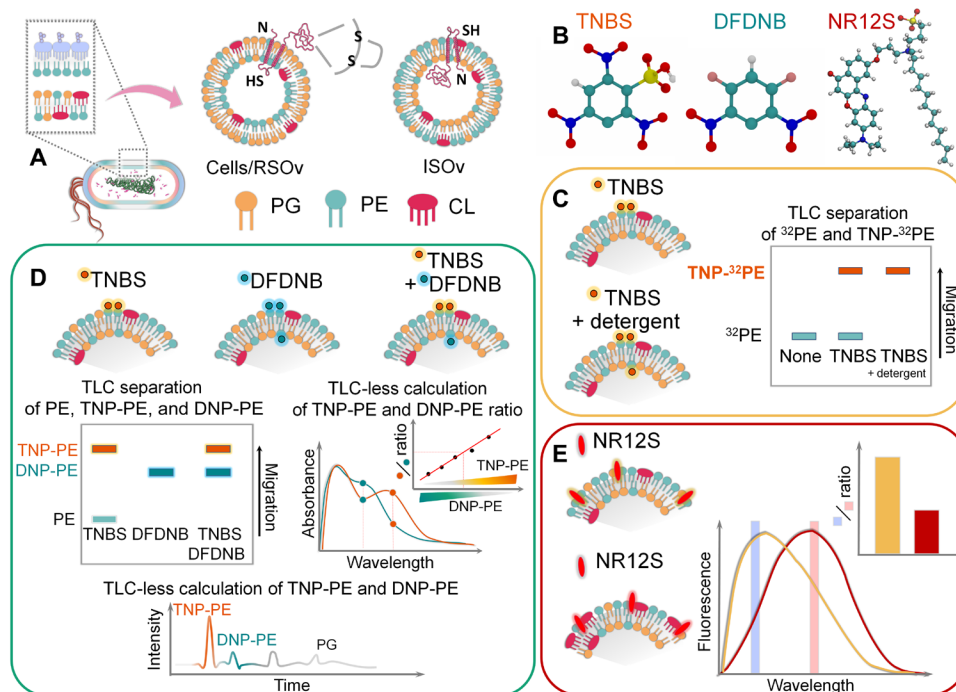 A
N
S
S
HS
Cells/RSOv
SH
N
ISOv
PG
PE
CL
B
TNBS
DFDNB
NR12S
C
TNBS
TNBS
+ detergent
TLC separation
of ³²PE and TNP-³²PE
TNP-³²PE
³²PE
None
TNBS
TNBS
+ detergent
Migration
D
TNBS
DFDNB
TNBS
+ DFDNB
TLC separation
of PE, TNP-PE, and DNP-PE
TNP-PE
DNP-PE
PE
TNBS
DFDNB
TNBS
DFDNB
Migration
TLC-less calculation
of TNP-PE and DNP-PE ratio
Absorbance
Wavelength
/ ratio
TNP-PE
DNP-PE
TLC-less calculation of TNP-PE and DNP-PE
Intensity
TNP-PE
DNP-PE
PG
Time
E
NR12S
NR12S
Fluorescence
Wavelength
/ ratio